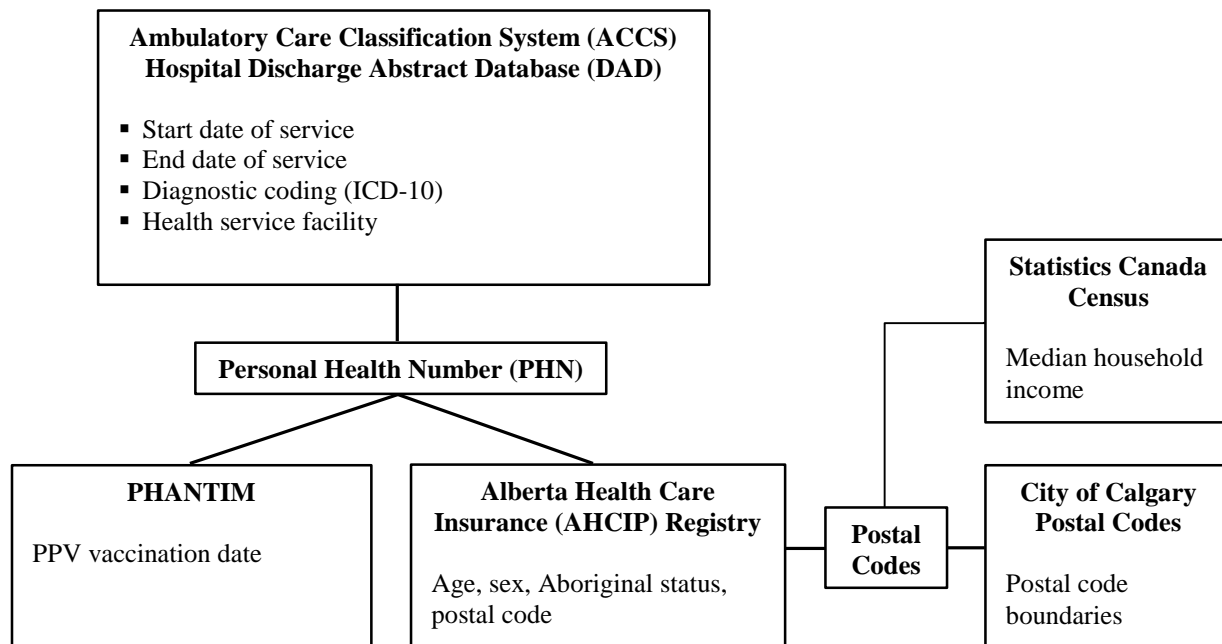 Ambulatory Care Classification System (ACCS)
Hospital Discharge Abstract Database (DAD)
▪ Start date of service
▪ End date of service
▪ Diagnostic coding (ICD-10)
▪ Health service facility
Personal Health Number (PHN)
PHANTIM
PPV vaccination date
Alberta Health Care
Insurance (AHCIP) Registry
Age, sex, Aboriginal status,
postal code
Postal
Codes
Statistics Canada
Census
Median household
income
City of Calgary
Postal Codes
Postal code
boundaries